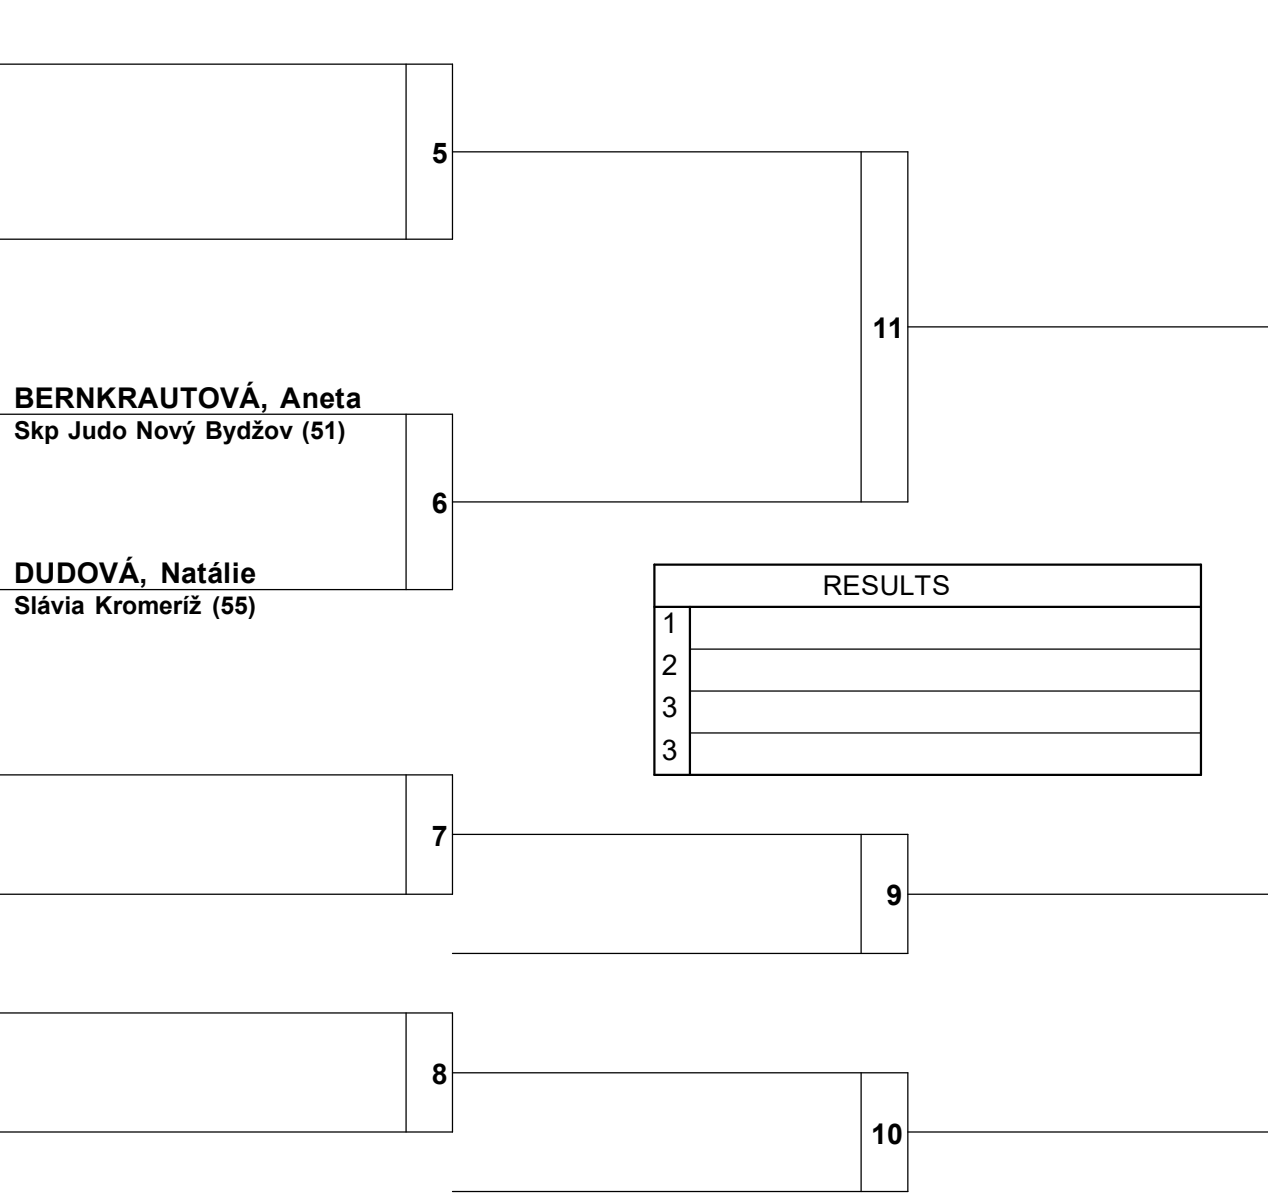 5
11
BERNKRAUTOVÁ, Aneta
Skp Judo Nový Bydžov (51)
6
DUDOVÁ, Natálie
Slávia Kromeríž (55)
RESULTS
1
2
3
3
7
9
8
10